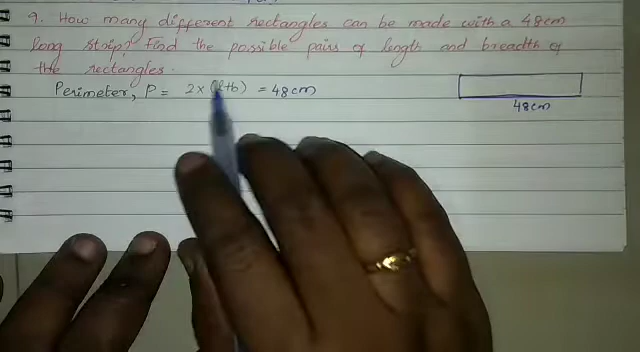 9. How many different rectangles can be made with a 48cm
long strip? Find the possible pairs of length and breadth of
the rectangles.
Perimeter, P = 2 × (l+b) = 48cm
48cm